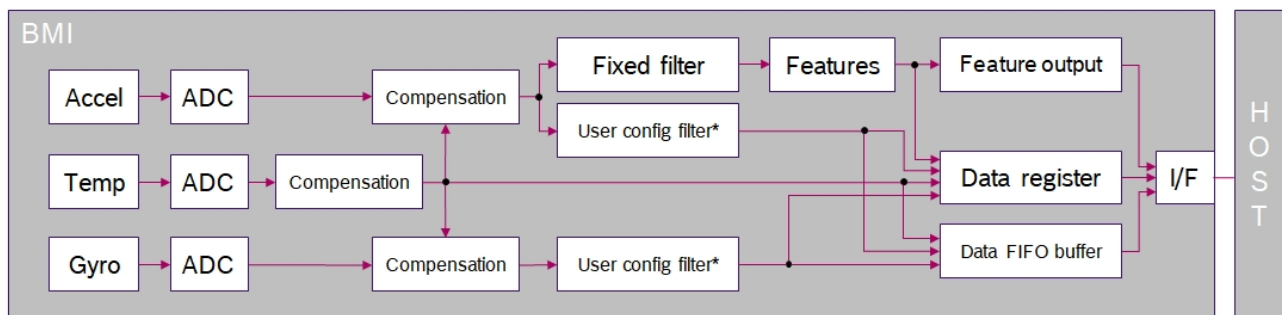 BMI
Accel
ADC
Compensation
Fixed filter
Features
Feature output
User config filter*
Temp
ADC
Compensation
Data register
I/F
Gyro
ADC
Compensation
User config filter*
Data FIFO buffer
HOST